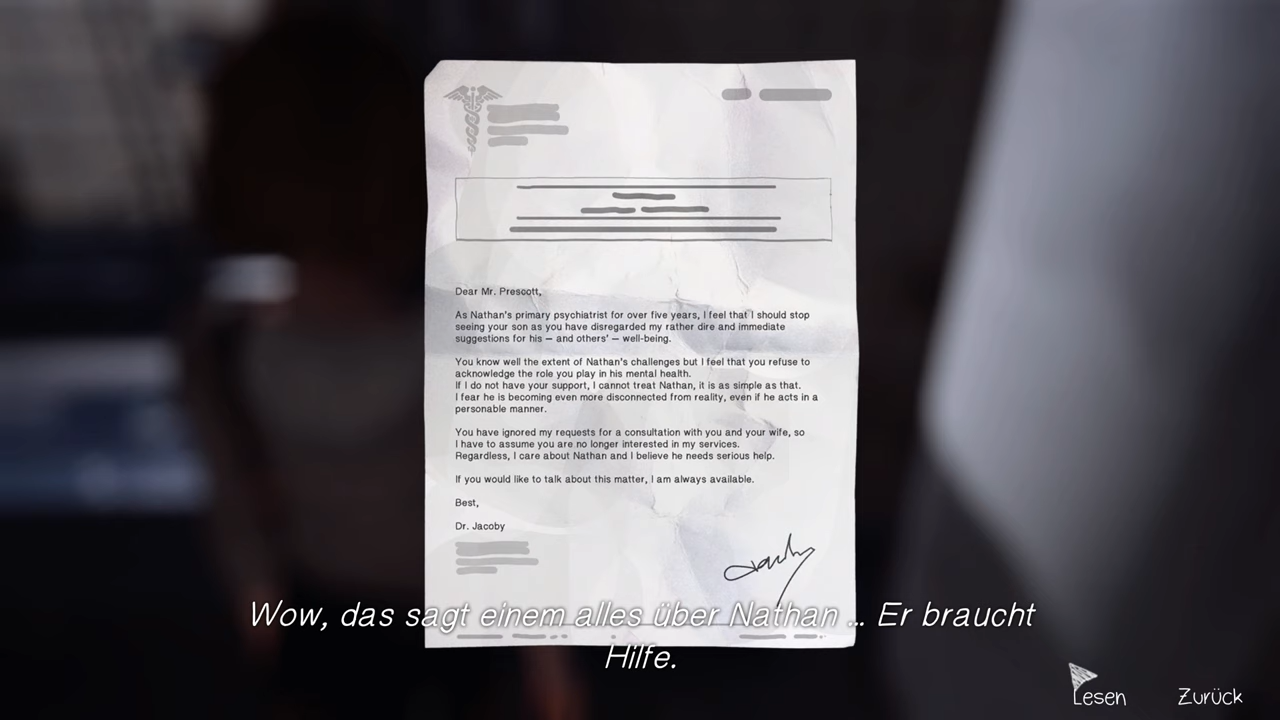 Dear Mr. Prescott,
As Nathan's primary psychiatrist for over five years, I feel that I should stop
seeing your son as you have disregarded my rather dire and immediate
suggestions for his — and others' — well-being.
You know well the extent of Nathan's challenges but I feel that you refuse to
acknowledge the role you play in his mental health.
If I do not have your support, I cannot treat Nathan, it is as simple as that.
I fear he is becoming even more disconnected from reality, even if he acts in a
personable manner.
You have ignored my requests for a consultation with you and your wife, so
I have to assume you are no longer interested in my services.
Regardless, I care about Nathan and I believe he needs serious help.
If you would like to talk about this matter, I am always available.
Best,
Dr. Jacoby
Wow, das sagt einem alles über Nathan ... Er braucht
Hilfe.
Lesen Zurück